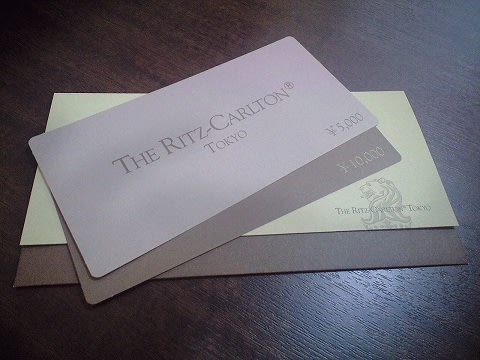 THE RITZ-CARLTON®
TOKYO
¥5,000
¥10,000
THE RITZ-CARLTON® TOKYO